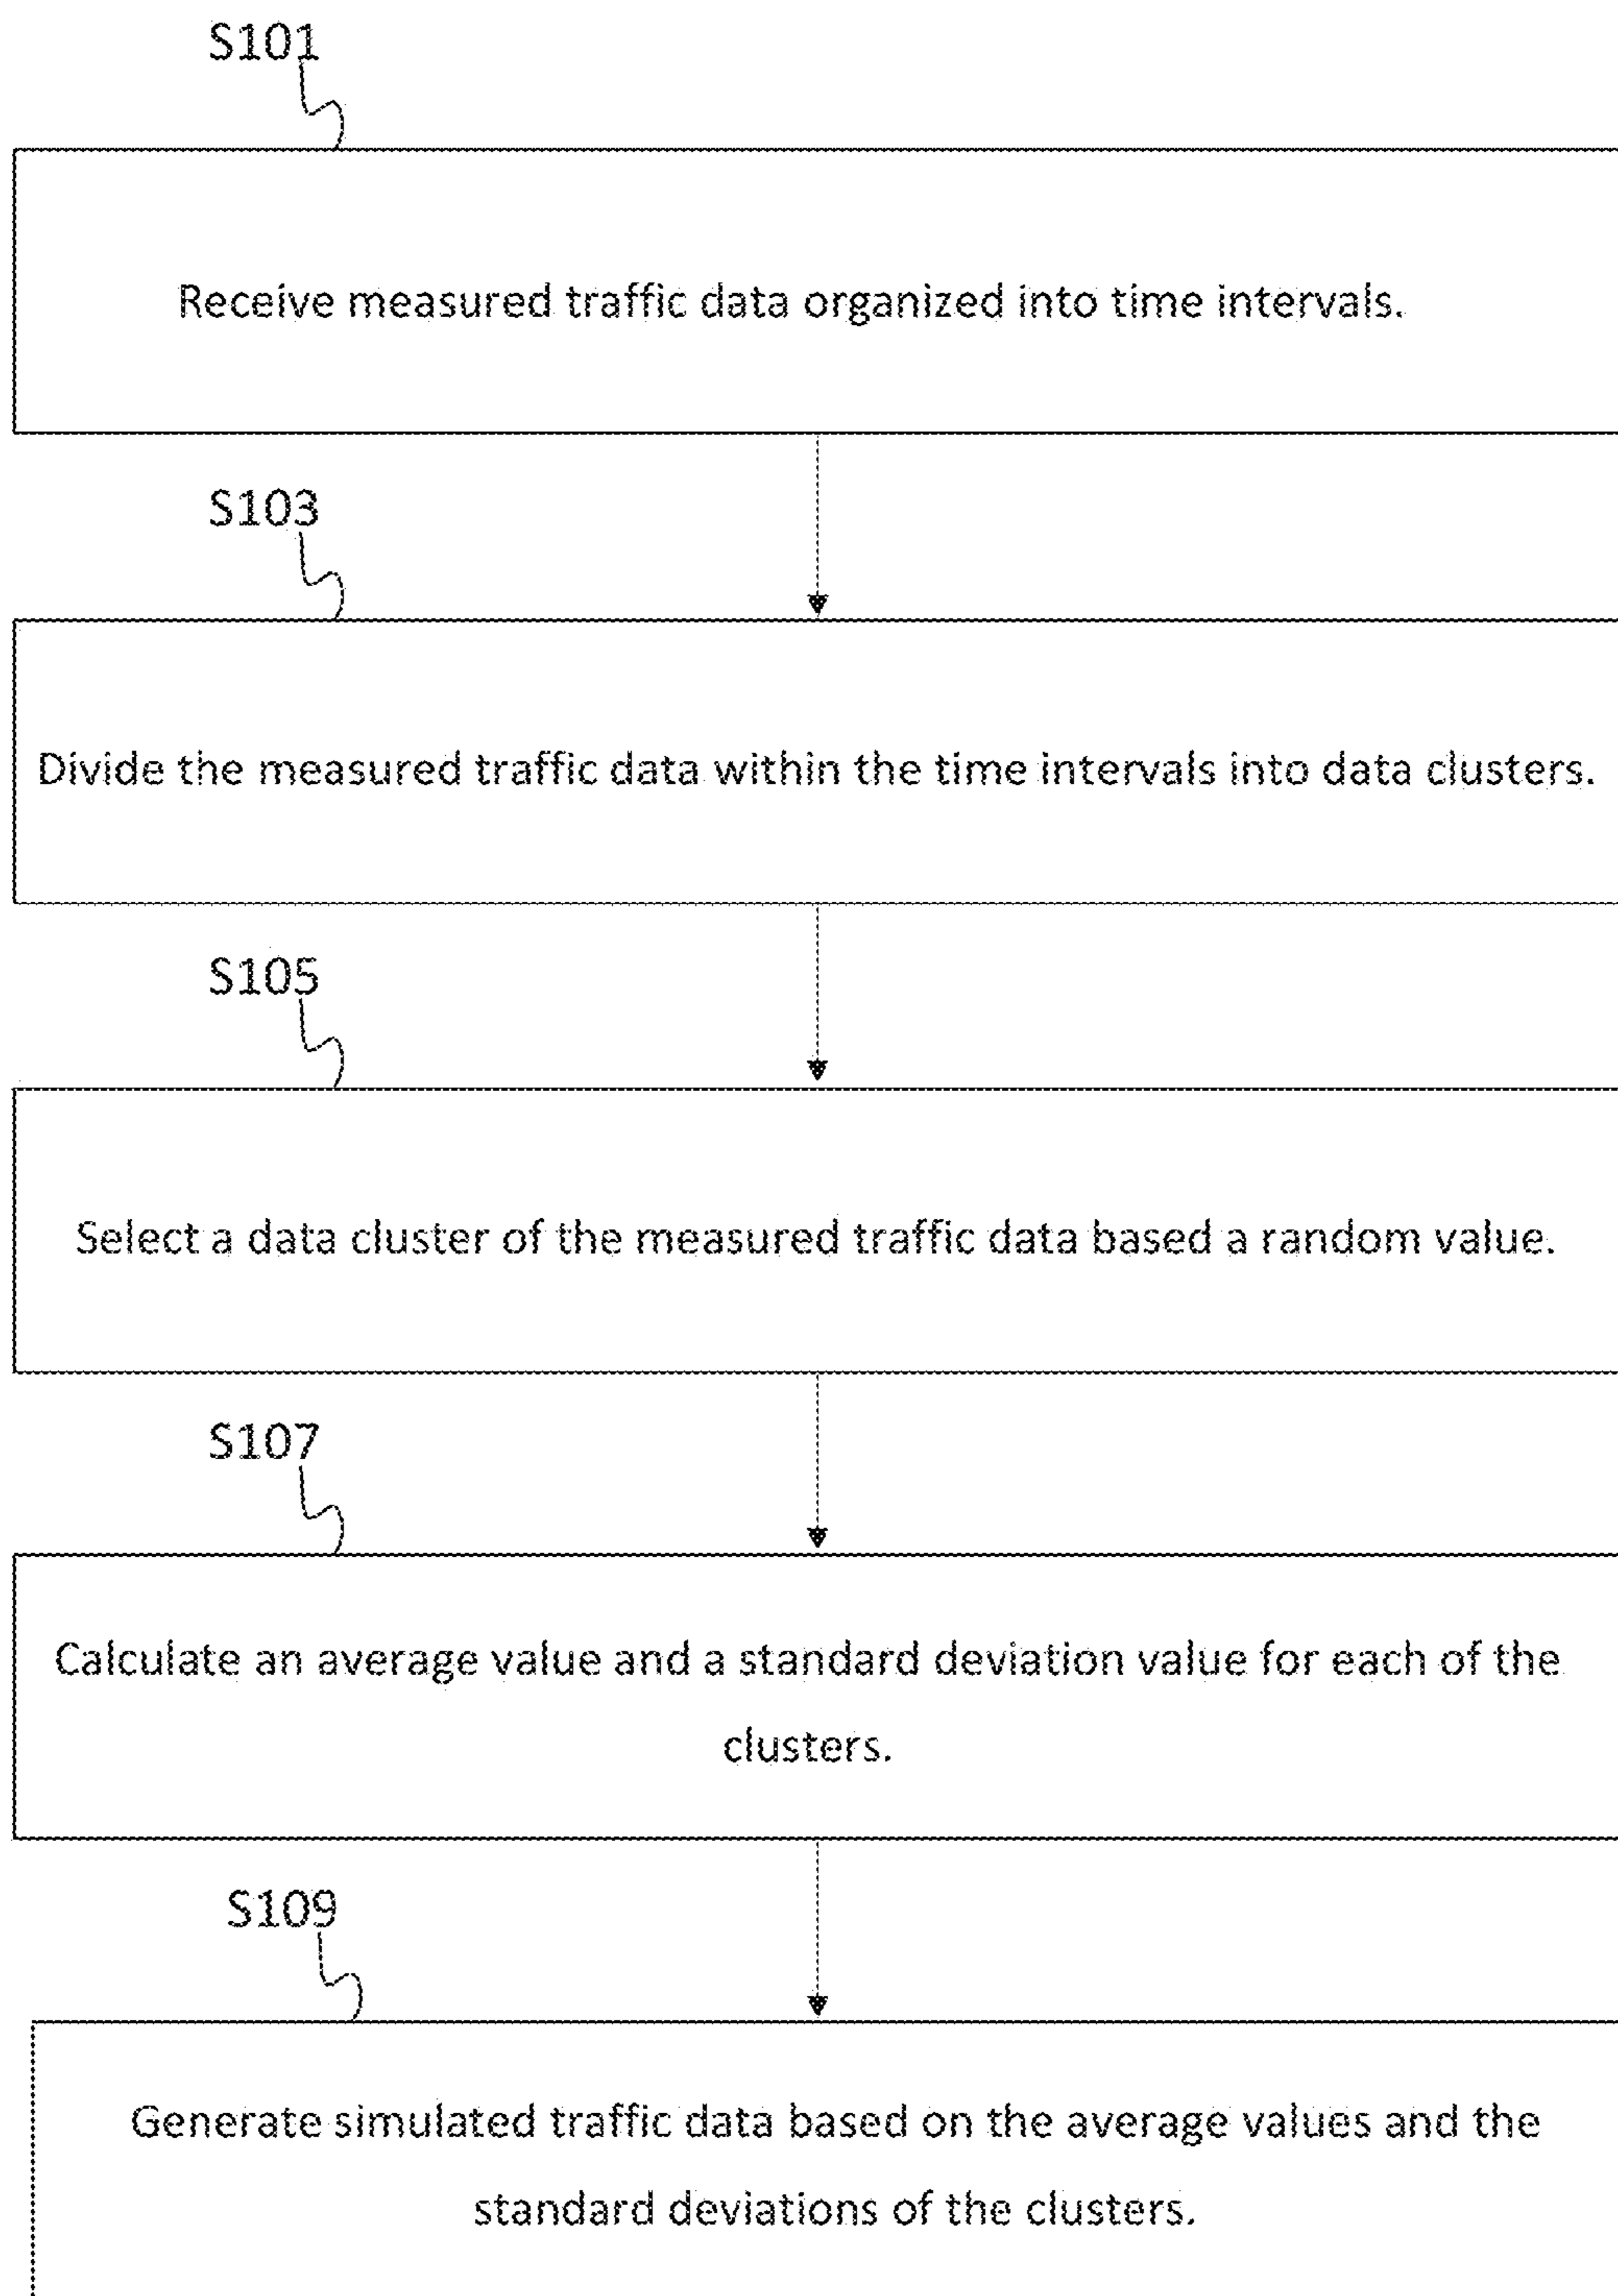 S101
Receive measured traffic data organized into time intervals.
S103
Divide the measured traffic data within the time intervals into data clusters.
S105
Select a data cluster of the measured traffic data based a random value.
S107
Calculate an average value and a standard deviation value for each of the
clusters.
S109
Generate simulated traffic data based on the average values and the
standard deviations of the clusters.